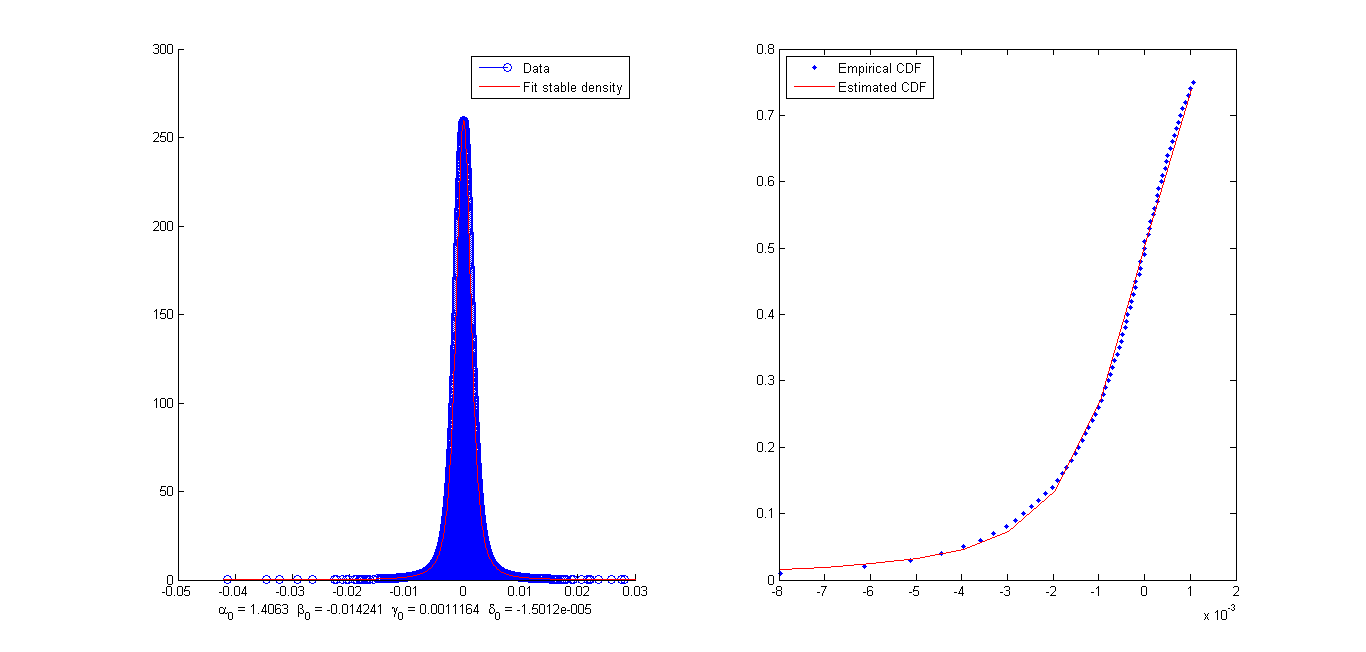 300
250
200
150
100
50
0
-0.05 -0.04 -0.03 -0.02 -0.01 0 0.01 0.02 0.03
Data
Fit stable density
α0 = 1.4063 β0 = -0.014241 γ0 = 0.0011164 δ0 = -1.5012e-005
0.8
0.7
0.6
0.5
0.4
0.3
0.2
0.1
0
-8 -7 -6 -5 -4 -3 -2 -1 0 1 2
x 10-3
Empirical CDF
Estimated CDF